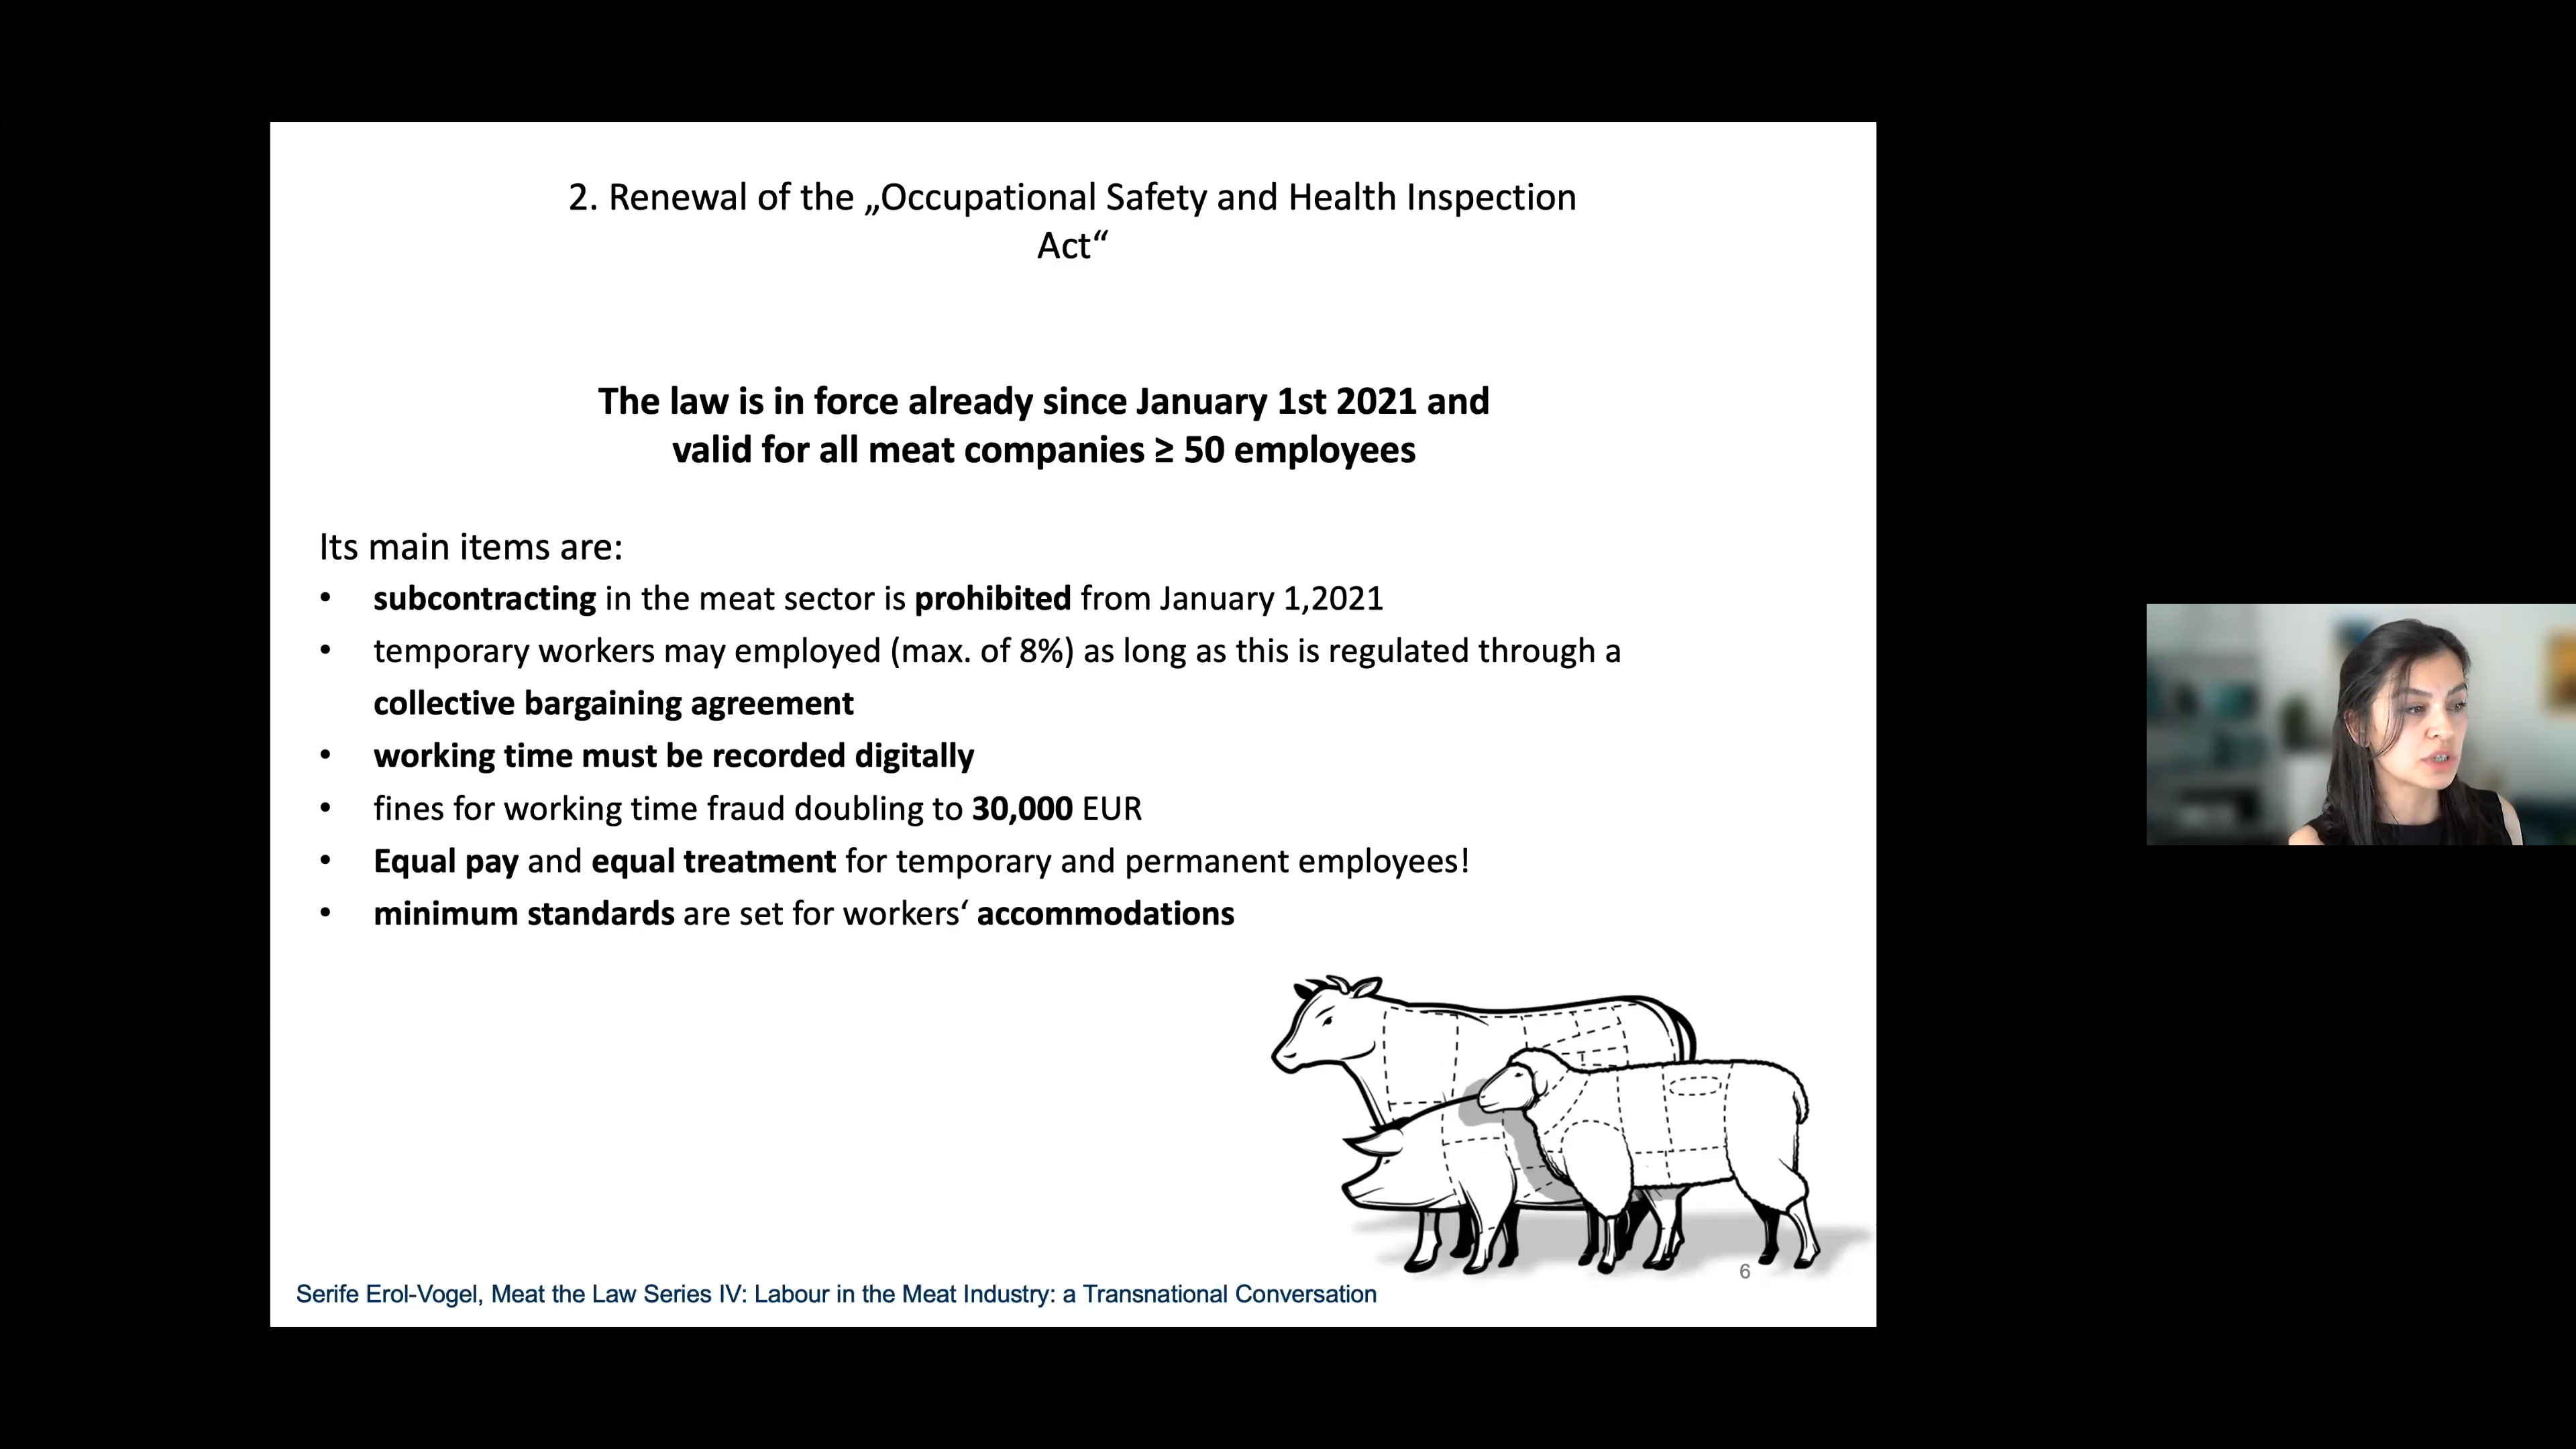 2. Renewal of the „Occupational Safety and Health Inspection
Act“
The law is in force already since January 1st 2021 and
valid for all meat companies ≥ 50 employees
Its main items are:
• subcontracting in the meat sector is prohibited from January 1,2021
• temporary workers may employed (max. of 8%) as long as this is regulated through a
collective bargaining agreement
• working time must be recorded digitally
• fines for working time fraud doubling to 30,000 EUR
• Equal pay and equal treatment for temporary and permanent employees!
• minimum standards are set for workers‘ accommodations
6
Serife Erol-Vogel, Meat the Law Series IV: Labour in the Meat Industry: a Transnational Conversation